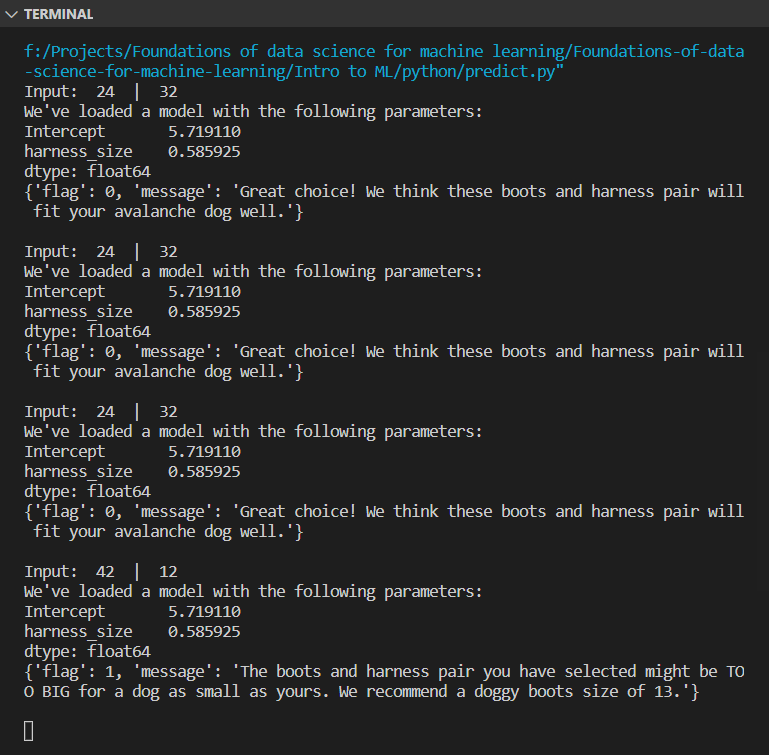 TERMINAL
f:/Projects/Foundations of data science for machine learning/Foundations-of-data
-science-for-machine-learning/Intro to ML/python/predict.py"
Input:  24  |  32
We've loaded a model with the following parameters:
Intercept       5.719110
harness_size    0.585925
dtype: float64
{'flag': 0, 'message': 'Great choice! We think these boots and harness pair will
 fit your avalanche dog well.'}
Input:  24  |  32
We've loaded a model with the following parameters:
Intercept       5.719110
harness_size    0.585925
dtype: float64
{'flag': 0, 'message': 'Great choice! We think these boots and harness pair will
 fit your avalanche dog well.'}
Input:  24  |  32
We've loaded a model with the following parameters:
Intercept       5.719110
harness_size    0.585925
dtype: float64
{'flag': 0, 'message': 'Great choice! We think these boots and harness pair will
 fit your avalanche dog well.'}
Input:  42  |  12
We've loaded a model with the following parameters:
Intercept       5.719110
harness_size    0.585925
dtype: float64
{'flag': 1, 'message': 'The boots and harness pair you have selected might be TO
O BIG for a dog as small as yours. We recommend a doggy boots size of 13.'}